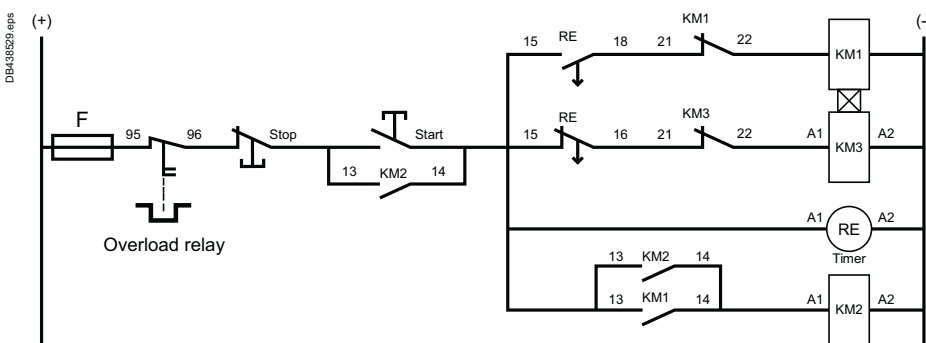 DB438529.eps
(+)
(-
15 RE 18 21 KM1 22 KM1
F
95 96 Stop Start
15 RE 16 21 KM3 22 A1 KM3 A2
13 KM2 14
Overload relay
A1 RE A2
Timer
13 KM2 14
13 KM1 14 A1 KM2 A2